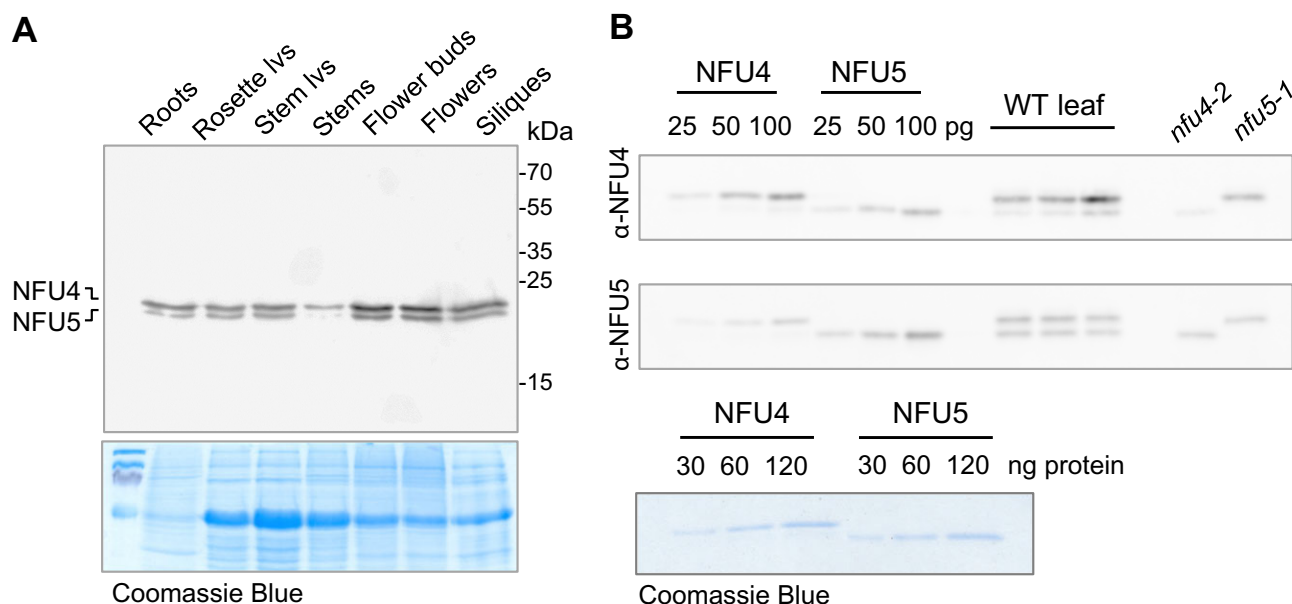 A
Roots
Rosette lvs
Stem lvs
Stems
Flower buds
Flowers
Siliques
kDa
-70
-55
-35
-25
NFU4
NFU5
-15
Coomassie Blue
B
NFU4 NFU5
25 50 100 25 50 100 pg
WT leaf
nfu4-2
nfu5-1
α-NFU4
α-NFU5
NFU4 NFU5
30 60 120 30 60 120 ng protein
Coomassie Blue